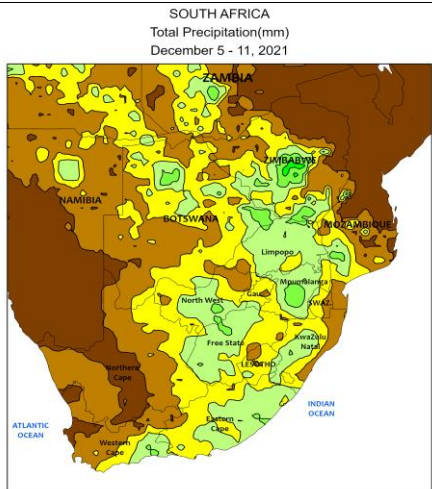 SOUTH AFRICA
Total Precipitation(mm)
December 5 - 11, 2021
ZAMBIA
ZIMBABWE
NAMIBIA
BOTSWANA
MOZAMBIQUE
Limpopo
Mpumalanga
North West
Gau
SWAZ.
Free State
KwaZulu
Natal
LESOTHO
Northern
Cape
INDIAN
OCEAN
ATLANTIC
OCEAN
Eastern
Cape
Western
Cape